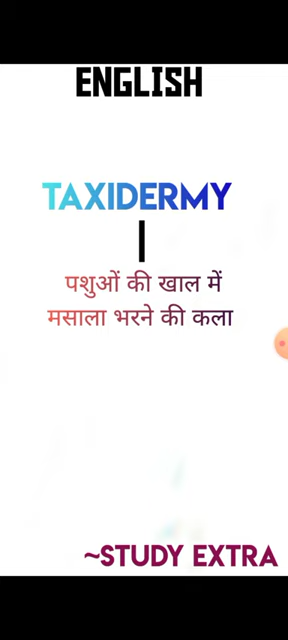 ENGLISH
TAXIDERMY
|
पशुओं की खाल में
मसाला भरने की कला
~STUDY EXTRA